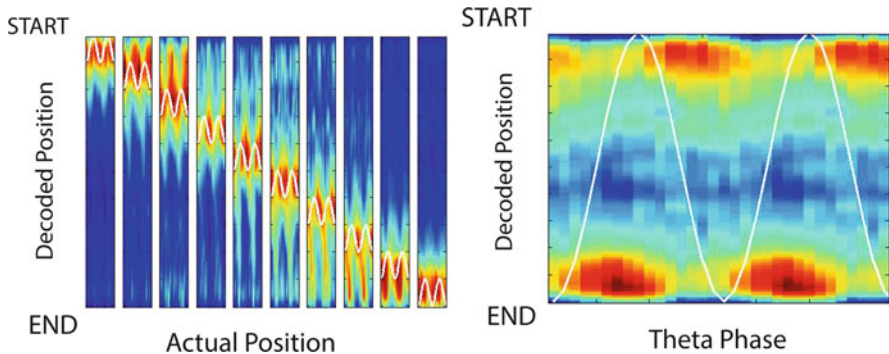 START
Decoded Position
END
Actual Position
START
Decoded Position
END
Theta Phase